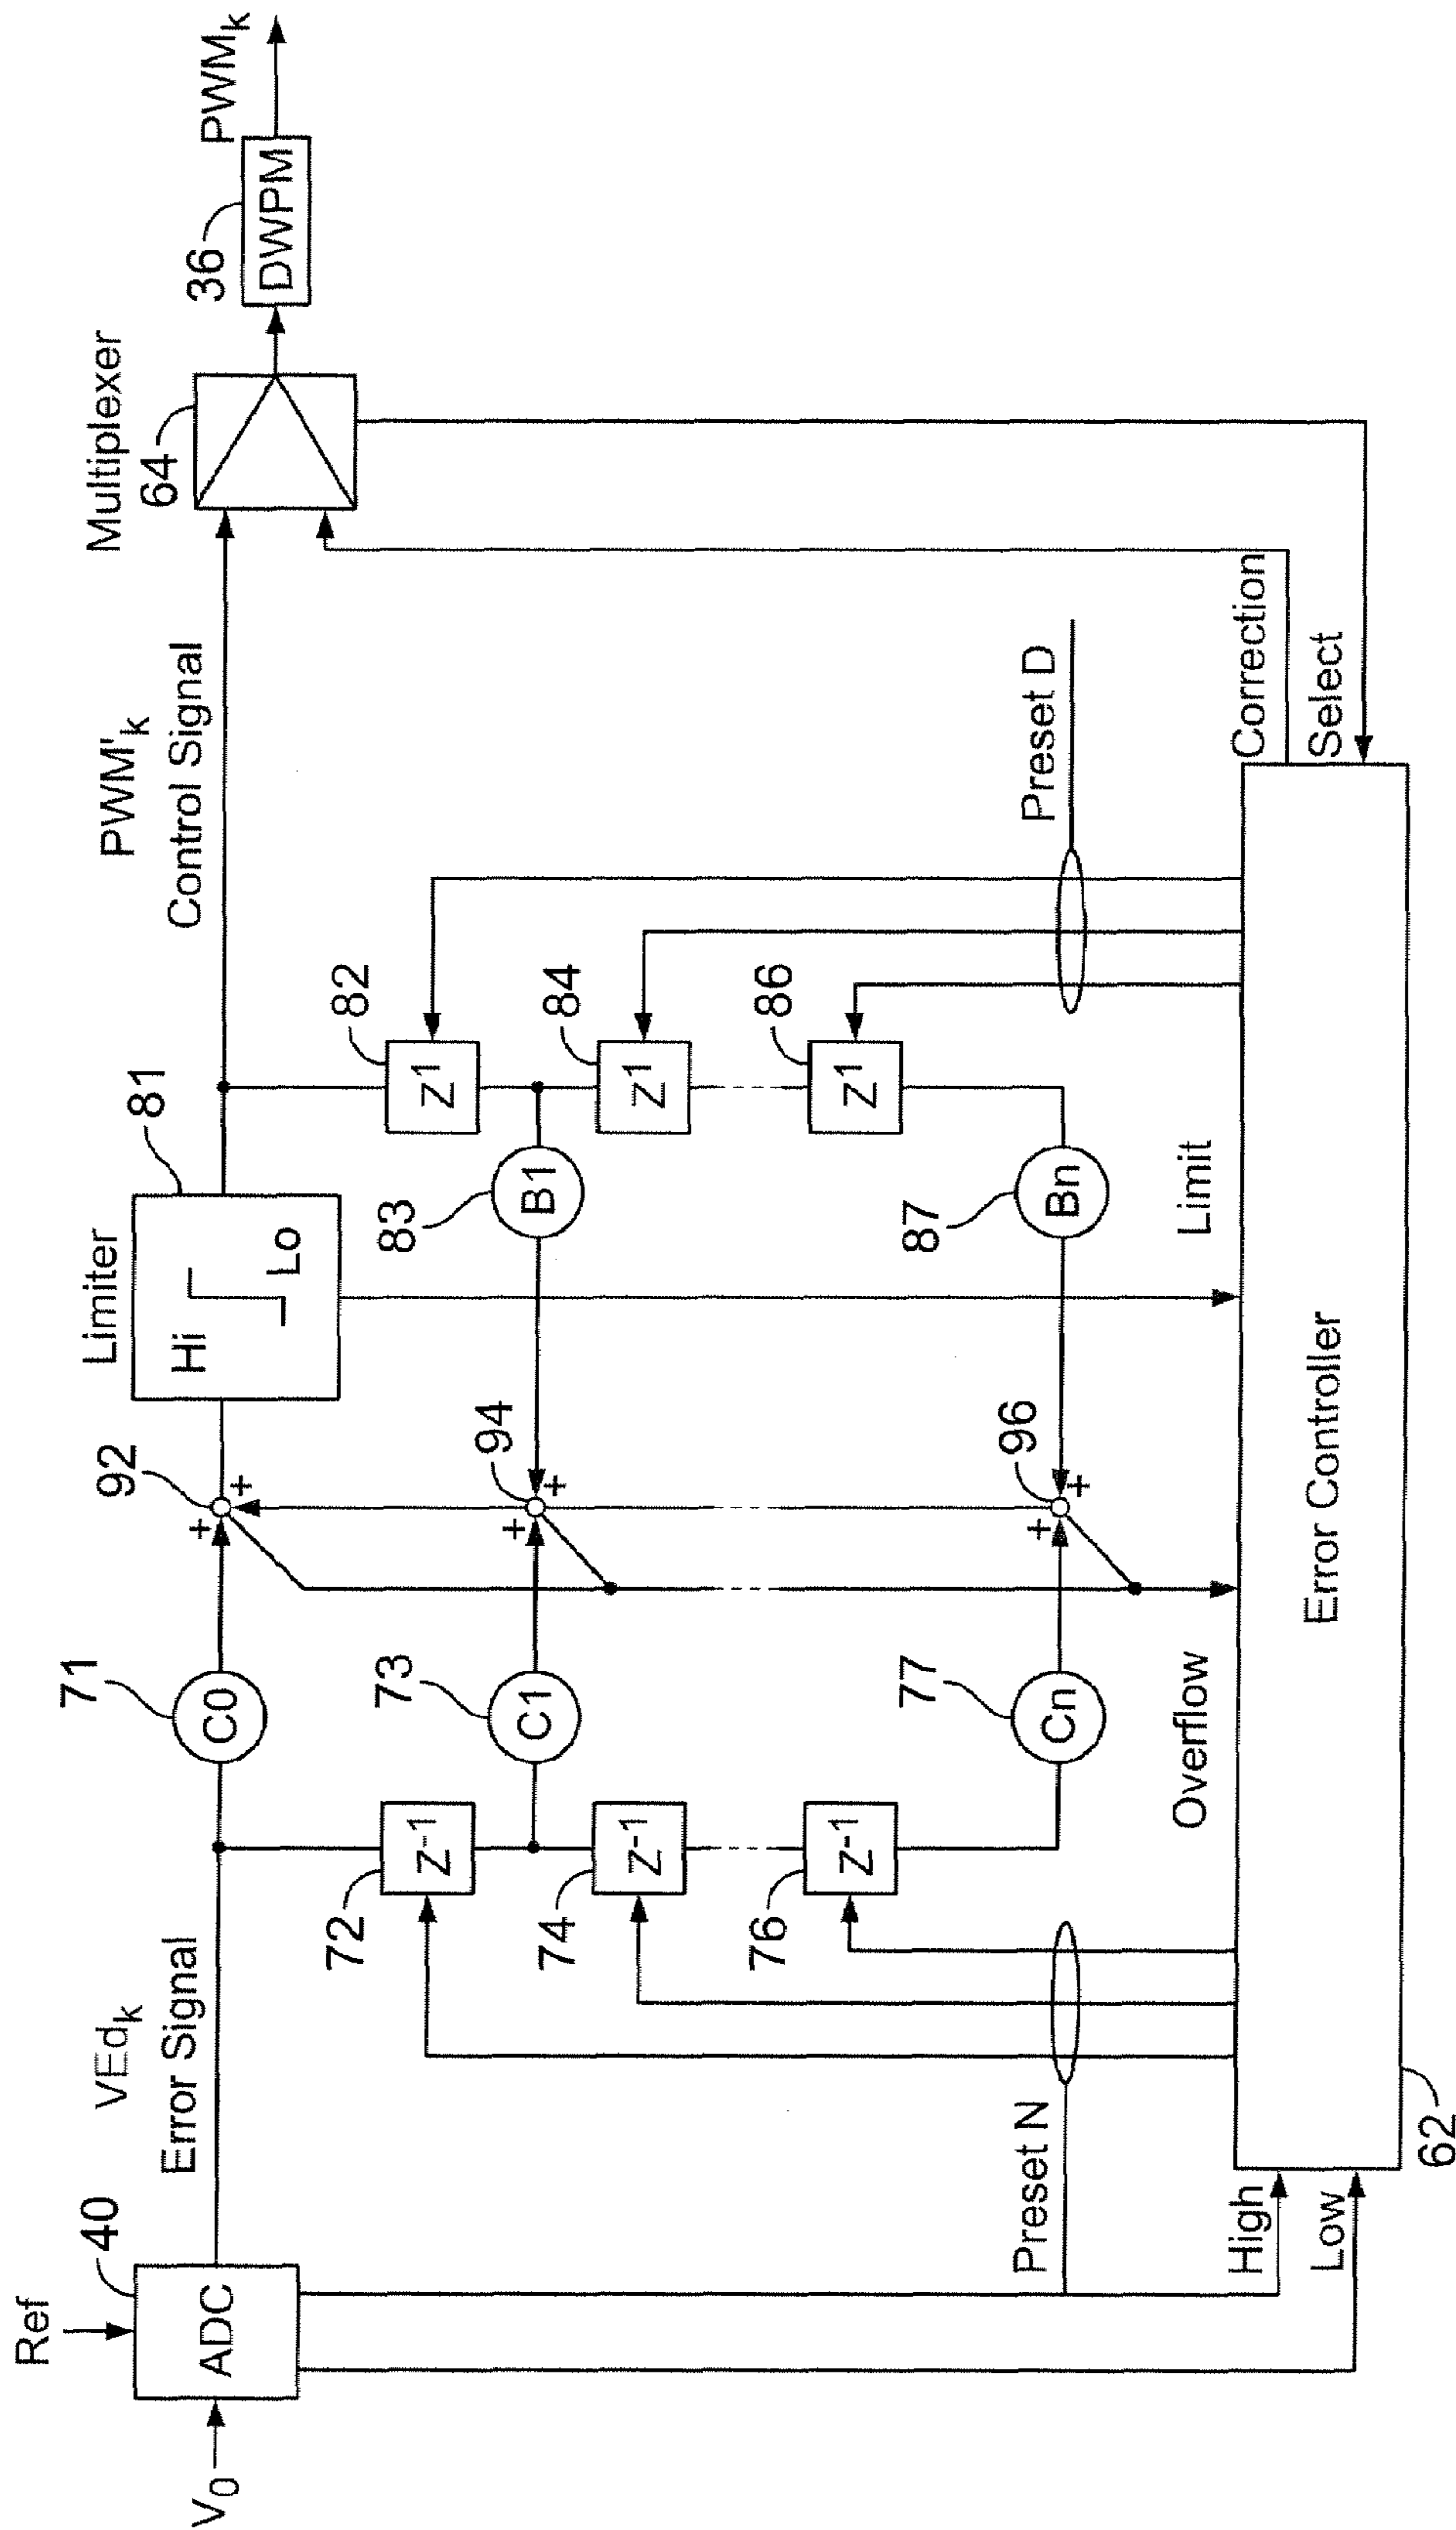 V0
Ref
40
ADC
VEdk
Error Signal
71
C0
92
+
+
Limiter
81
Hi
Lo
PWM'k
Control Signal
Multiplexer
64
36
DWPM
PWMk
72
z-1
73
C1
94
+
+
83
B1
82
z1
74
z-1
84
z1
76
z-1
77
Cn
96
+
+
87
Bn
86
z1
Preset N
Preset D
Overflow
Limit
High
Low
Error Controller
Correction
Select
62